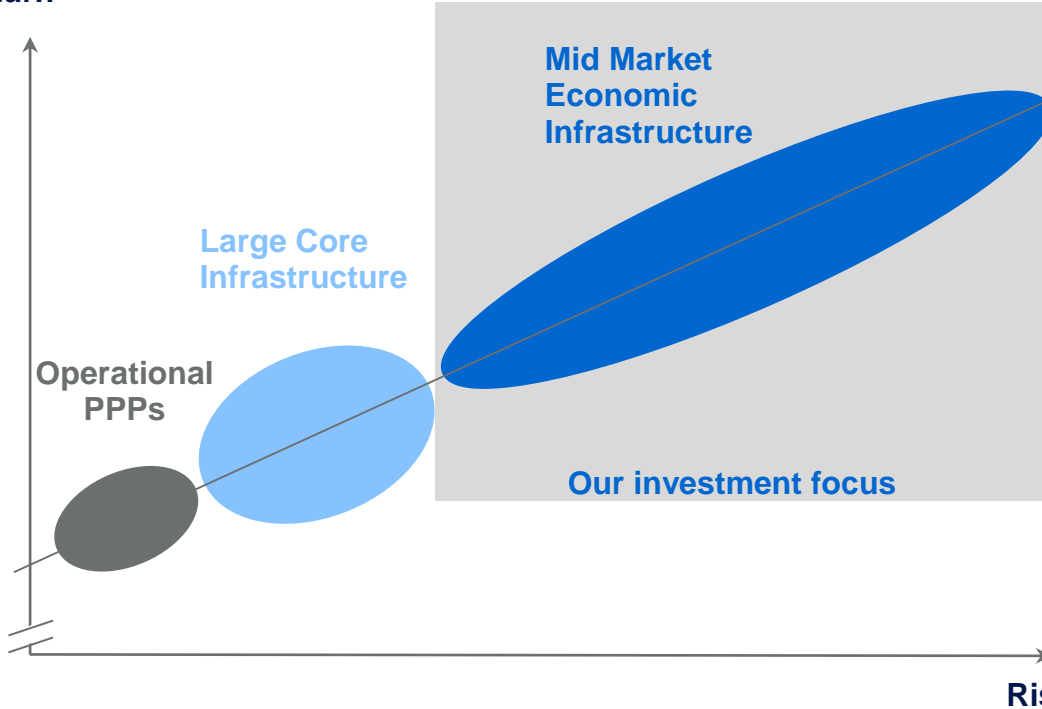 Mid Market
Economic
Infrastructure
Large Core
Infrastructure
Operational
PPPs
Our investment focus